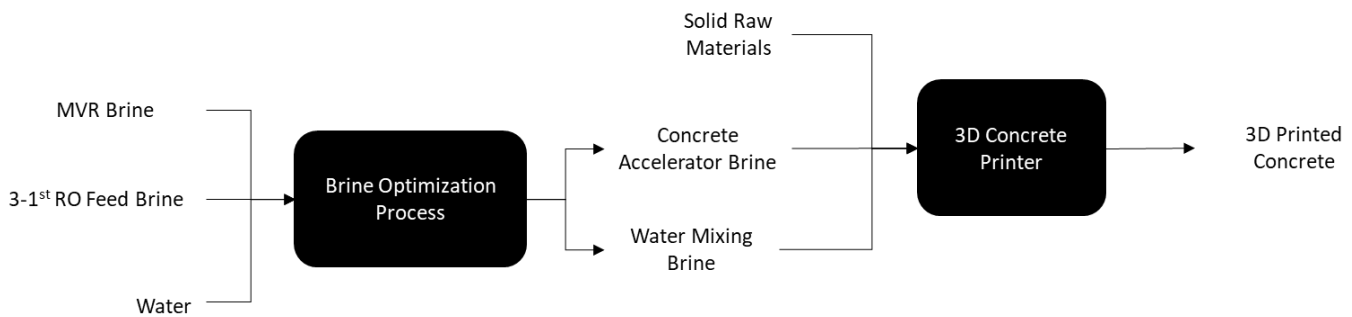 MVR Brine
3-1st RO Feed Brine
Water
Brine Optimization
Process
Solid Raw
Materials
Concrete
Accelerator Brine
Water Mixing
Brine
3D Concrete
Printer
3D Printed
Concrete